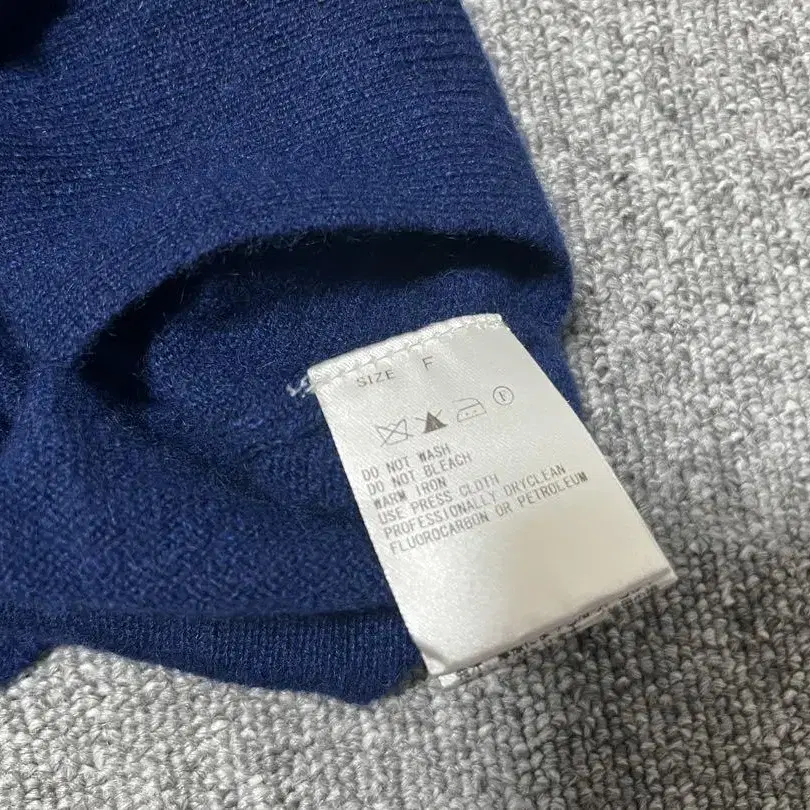 SIZE F
F
DO NOT WASH
DO NOT BLEACH
WARM IRON
USE PRESS CLOTH
PROFESSIONALLY DRYCLEAN
FLUOROCARBON OR PETROLEUM